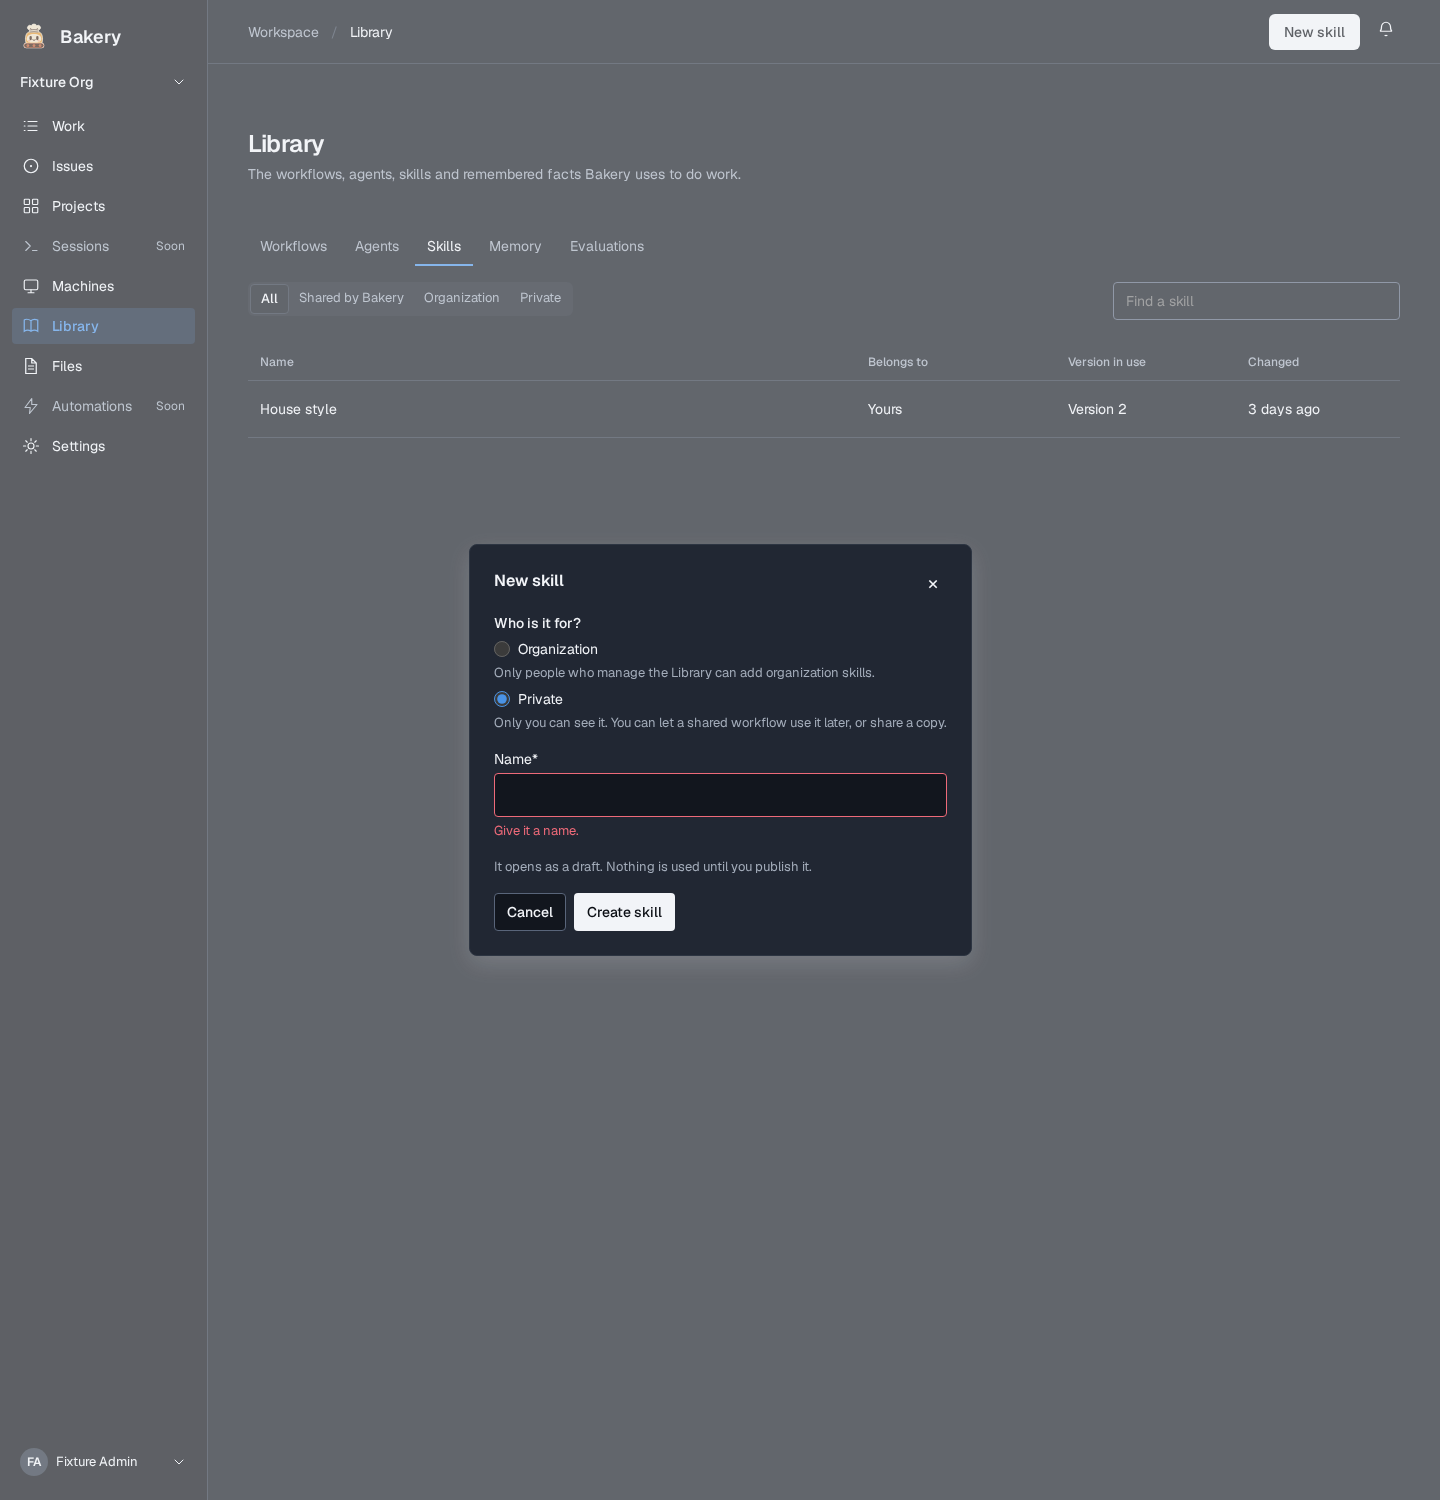 Bakery
Fixture Org
Work
Issues
Projects
Sessions Soon
Machines
Library
Files
Automations Soon
Settings
FA Fixture Admin
Workspace / Library
New skill
Library
The workflows, agents, skills and remembered facts Bakery uses to do work.
Workflows Agents Skills Memory Evaluations
All Shared by Bakery Organization Private
Find a skill
Name Belongs to Version in use Changed
House style Yours Version 2 3 days ago
New skill
×
Who is it for?
Organization
Only people who manage the Library can add organization skills.
Private
Only you can see it. You can let a shared workflow use it later, or share a copy.
Name*
Give it a name.
It opens as a draft. Nothing is used until you publish it.
Cancel Create skill